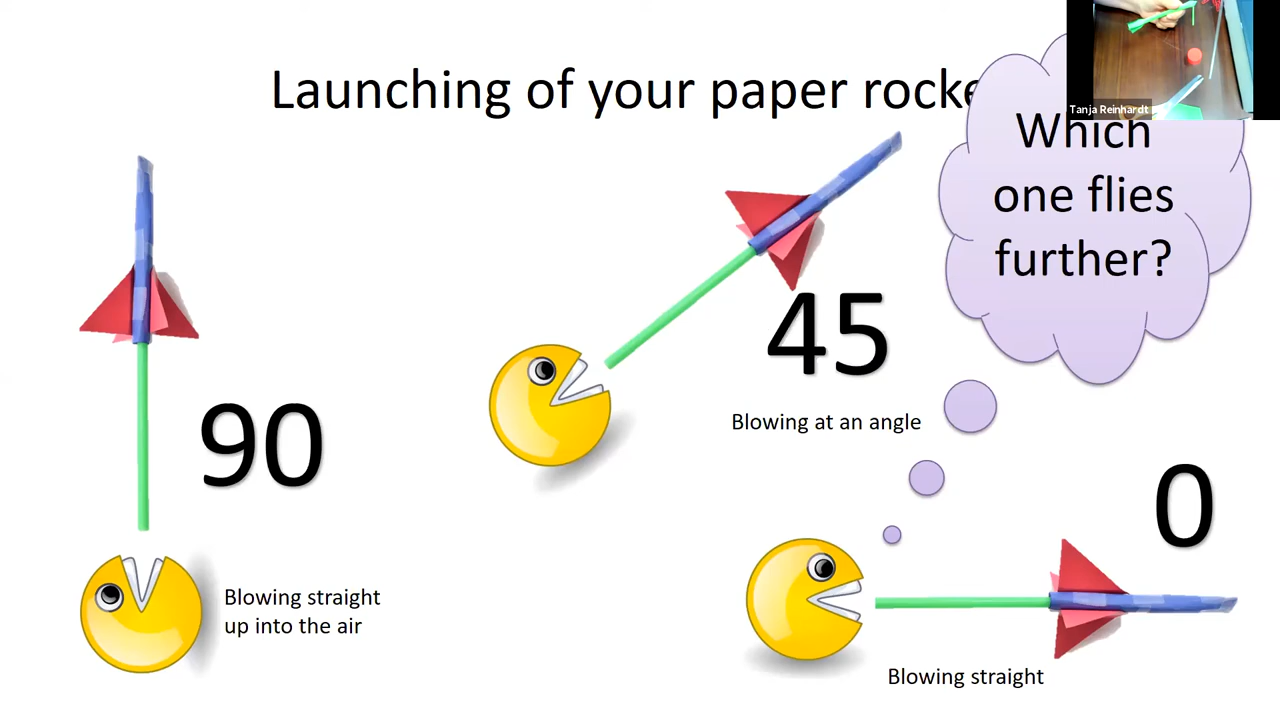 Launching of your paper rocke
Tanja Reinhardt
Which
one flies
further?
45
Blowing at an angle
90
0
Blowing straight
up into the air
Blowing straight